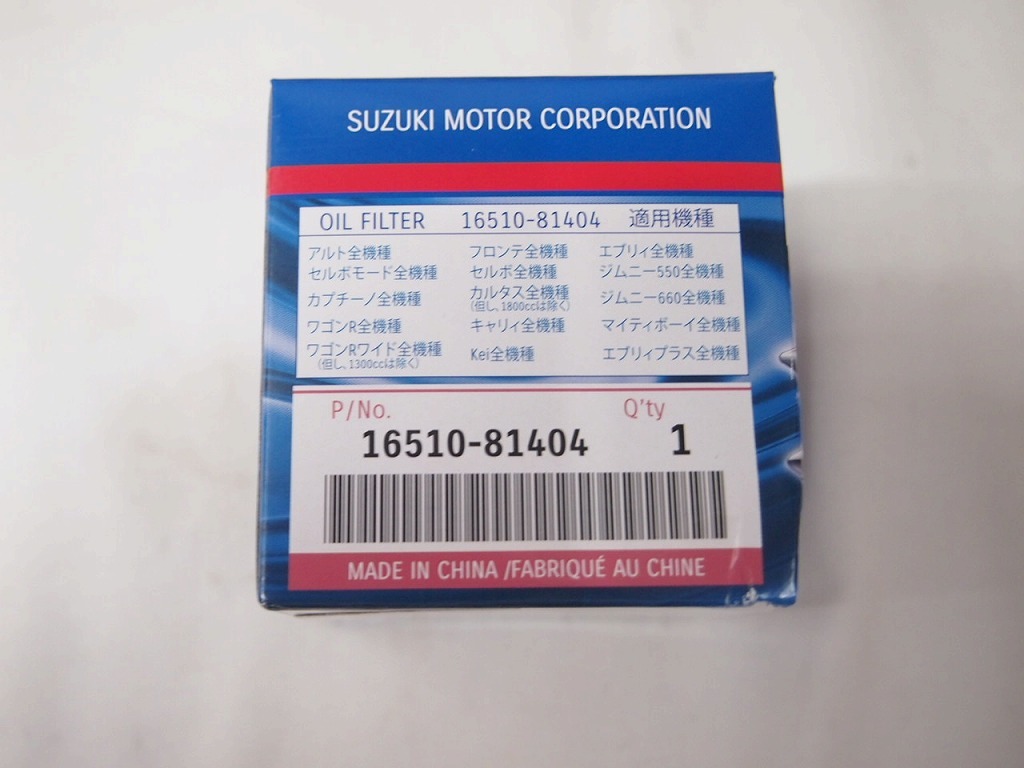 SUZUKI MOTOR CORPORATION
OIL FILTER 16510-81404 適用機種
アルト全機種 フロンテ全機種 エブリィ全機種
セルボモード全機種 セルボ全機種 ジムニー550全機種
カプチーノ全機種 カルタス全機種 ジムニー660全機種
(但し、1800ccは除く)
ワゴンR全機種 キャリィ全機種 マイティボーイ全機種
ワゴンRワイド全機種 Kei全機種 エブリィプラス全機種
(但し、1300ccは除く)
P/No. Q'ty
16510-81404 1
MADE IN CHINA /FABRIQUÉ AU CHINE